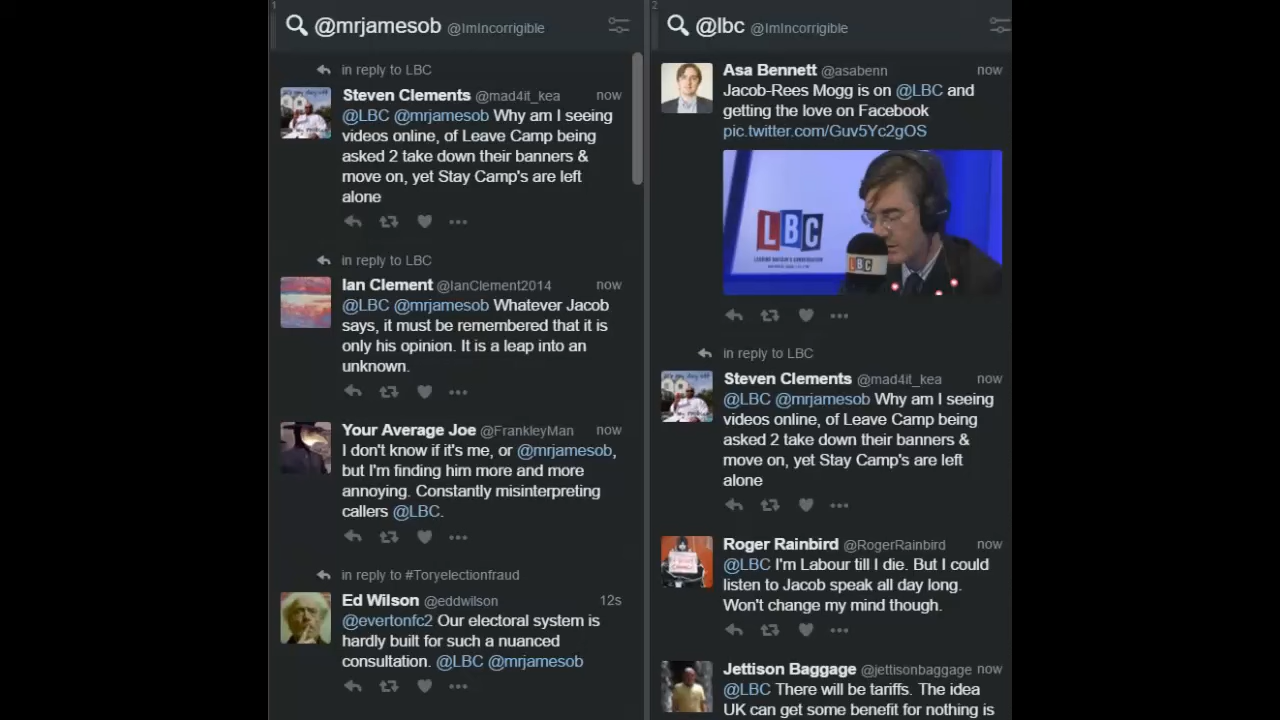 1
@mrjamesob @ImIncorrigible
in reply to LBC
Steven Clements @mad4it_kea now
@LBC @mrjamesob Why am I seeing
videos online, of Leave Camp being
asked 2 take down their banners &
move on, yet Stay Camp's are left
alone
in reply to LBC
Ian Clement @IanClement2014 now
@LBC @mrjamesob Whatever Jacob
says, it must be remembered that it is
only his opinion. It is a leap into an
unknown.
Your Average Joe @FrankleyMan now
I don't know if it's me, or @mrjamesob,
but I'm finding him more and more
annoying. Constantly misinterpreting
callers @LBC.
in reply to #Toryelectionfraud
Ed Wilson @eddwilson 12s
@evertonfc2 Our electoral system is
hardly built for such a nuanced
consultation. @LBC @mrjamesob
2
@lbc @ImIncorrigible
Asa Bennett @asabenn now
Jacob-Rees Mogg is on @LBC and
getting the love on Facebook
pic.twitter.com/Guv5Yc2gOS
LBC
LEADING BRITAIN'S CONVERSATION
LBC
in reply to LBC
Steven Clements @mad4it_kea now
@LBC @mrjamesob Why am I seeing
videos online, of Leave Camp being
asked 2 take down their banners &
move on, yet Stay Camp's are left
alone
Roger Rainbird @RogerRainbird now
@LBC I'm Labour till I die. But I could
listen to Jacob speak all day long.
Won't change my mind though.
Jettison Baggage @jettisonbaggage now
@LBC There will be tariffs. The idea
UK can get some benefit for nothing is